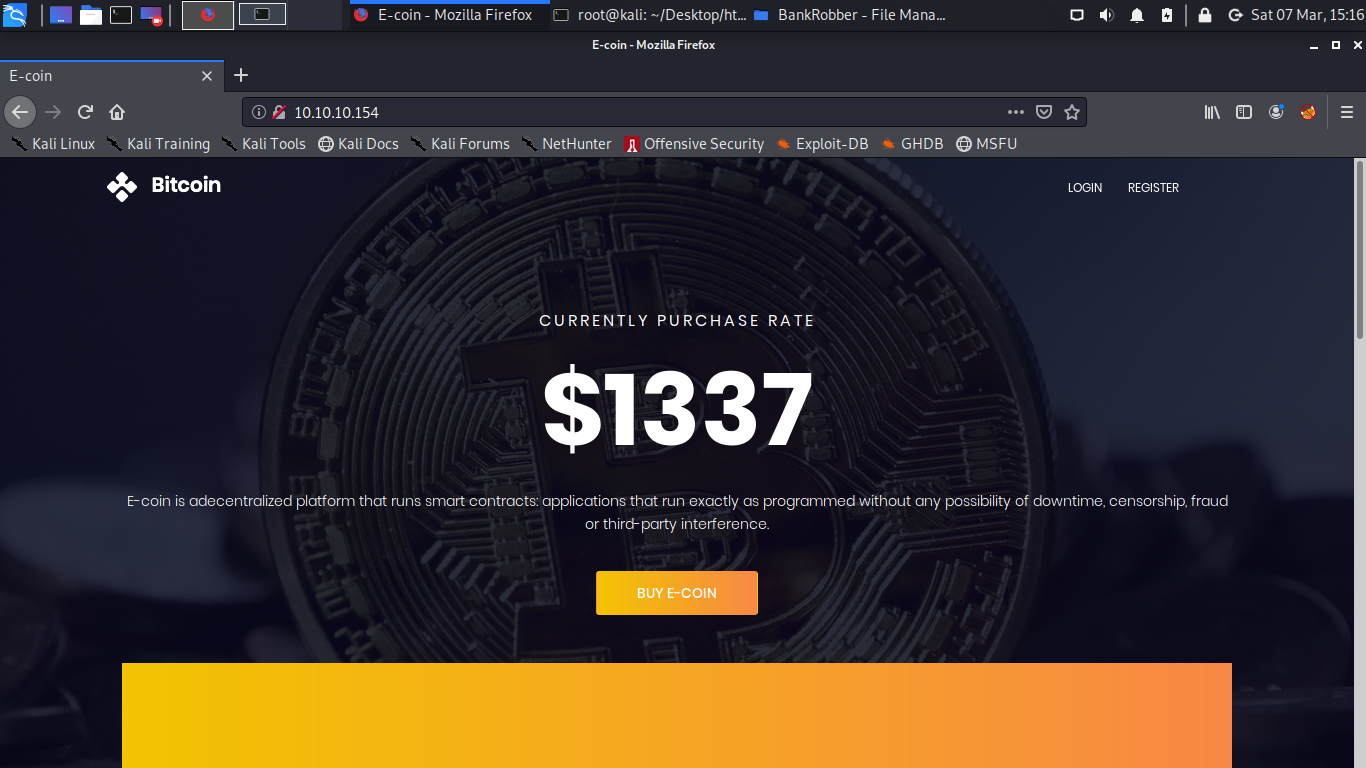 E-coin - Mozilla Firefox
root@kali: ~/Desktop/ht...
BankRobber - File Mana...
Sat 07 Mar, 15:16
E-coin - Mozilla Firefox
E-coin
10.10.10.154
Kali Linux
Kali Training
Kali Tools
Kali Docs
Kali Forums
NetHunter
Offensive Security
Exploit-DB
GHDB
MSFU
Bitcoin
LOGIN
REGISTER
CURRENTLY PURCHASE RATE
$1337
E-coin is adecentralized platform that runs smart contracts: applications that run exactly as programmed without any possibility of downtime, censorship, fraud
or third-party interference.
BUY E-COIN